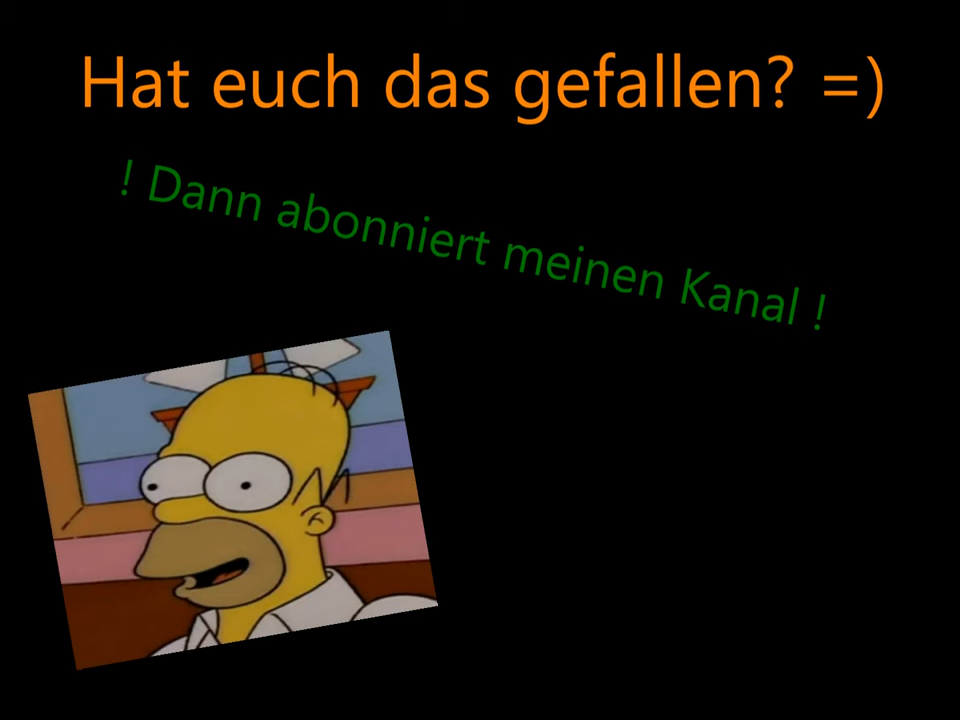 Hat euch das gefallen? =)
! Dann abonniert meinen Kanal !